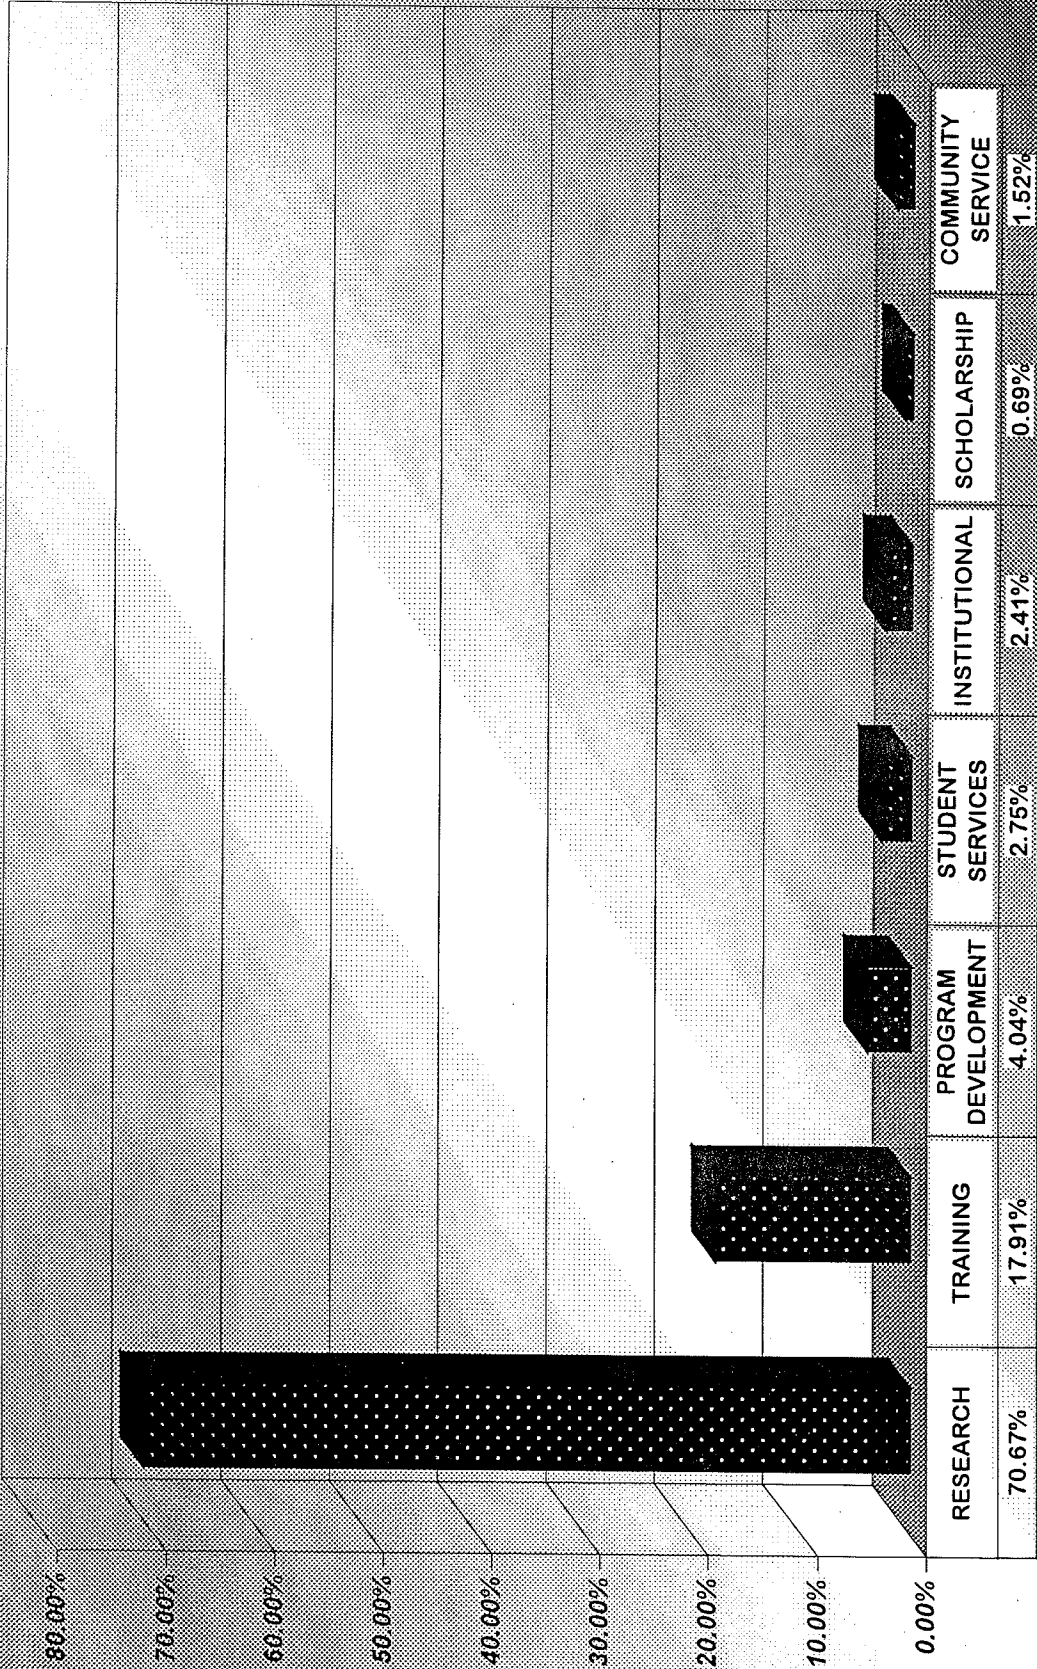 80.00%
70.00%
60.00%
50.00%
40.00%
30.00%
20.00%
10.00%
0.00%
RESEARCH
TRAINING
PROGRAM
DEVELOPMENT
STUDENT
SERVICES
INSTITUTIONAL
SCHOLARSHIP
COMMUNITY
SERVICE
70.67%
17.91%
4.04%
2.75%
2.41%
0.69%
1.52%